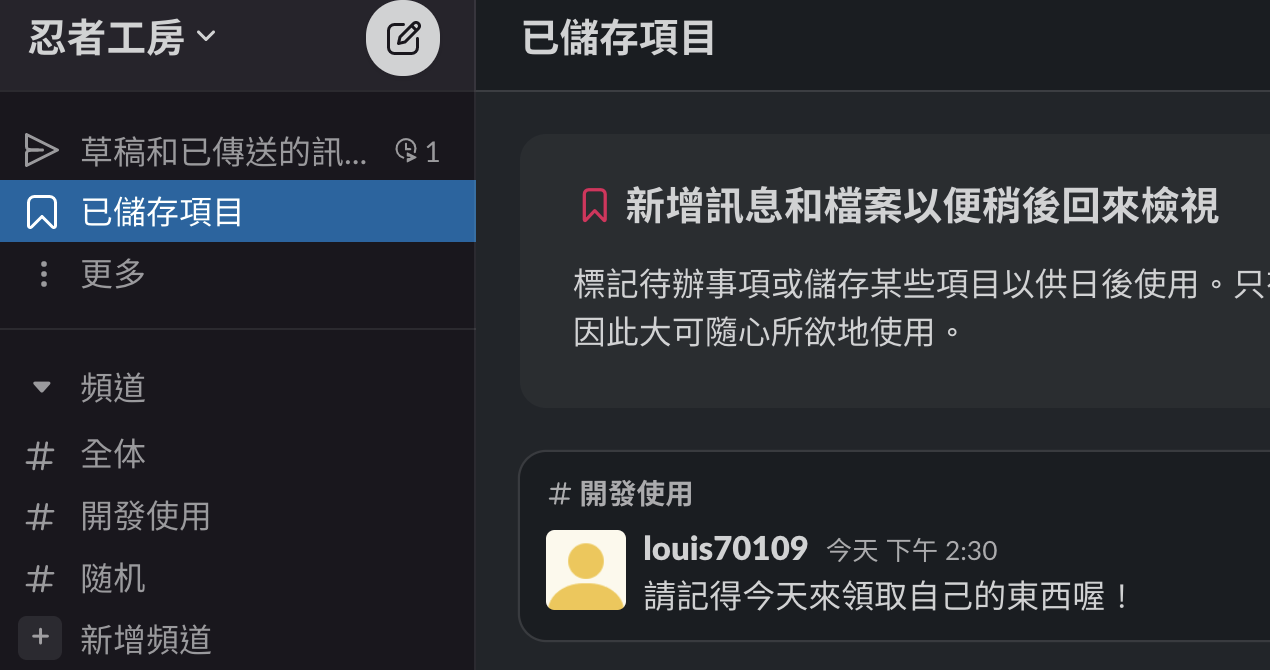 忍者工房
已儲存項目
草稿和已傳送的訊... 1
已儲存項目
更多
頻道
# 全体
# 開發使用
# 随机
+ 新增頻道
新增訊息和檔案以便稍後回來檢視
標記待辦事項或儲存某些項目以供日後使用。只
因此大可隨心所欲地使用。
# 開發使用
louis70109 今天 下午 2:30
請記得今天來領取自己的東西喔！